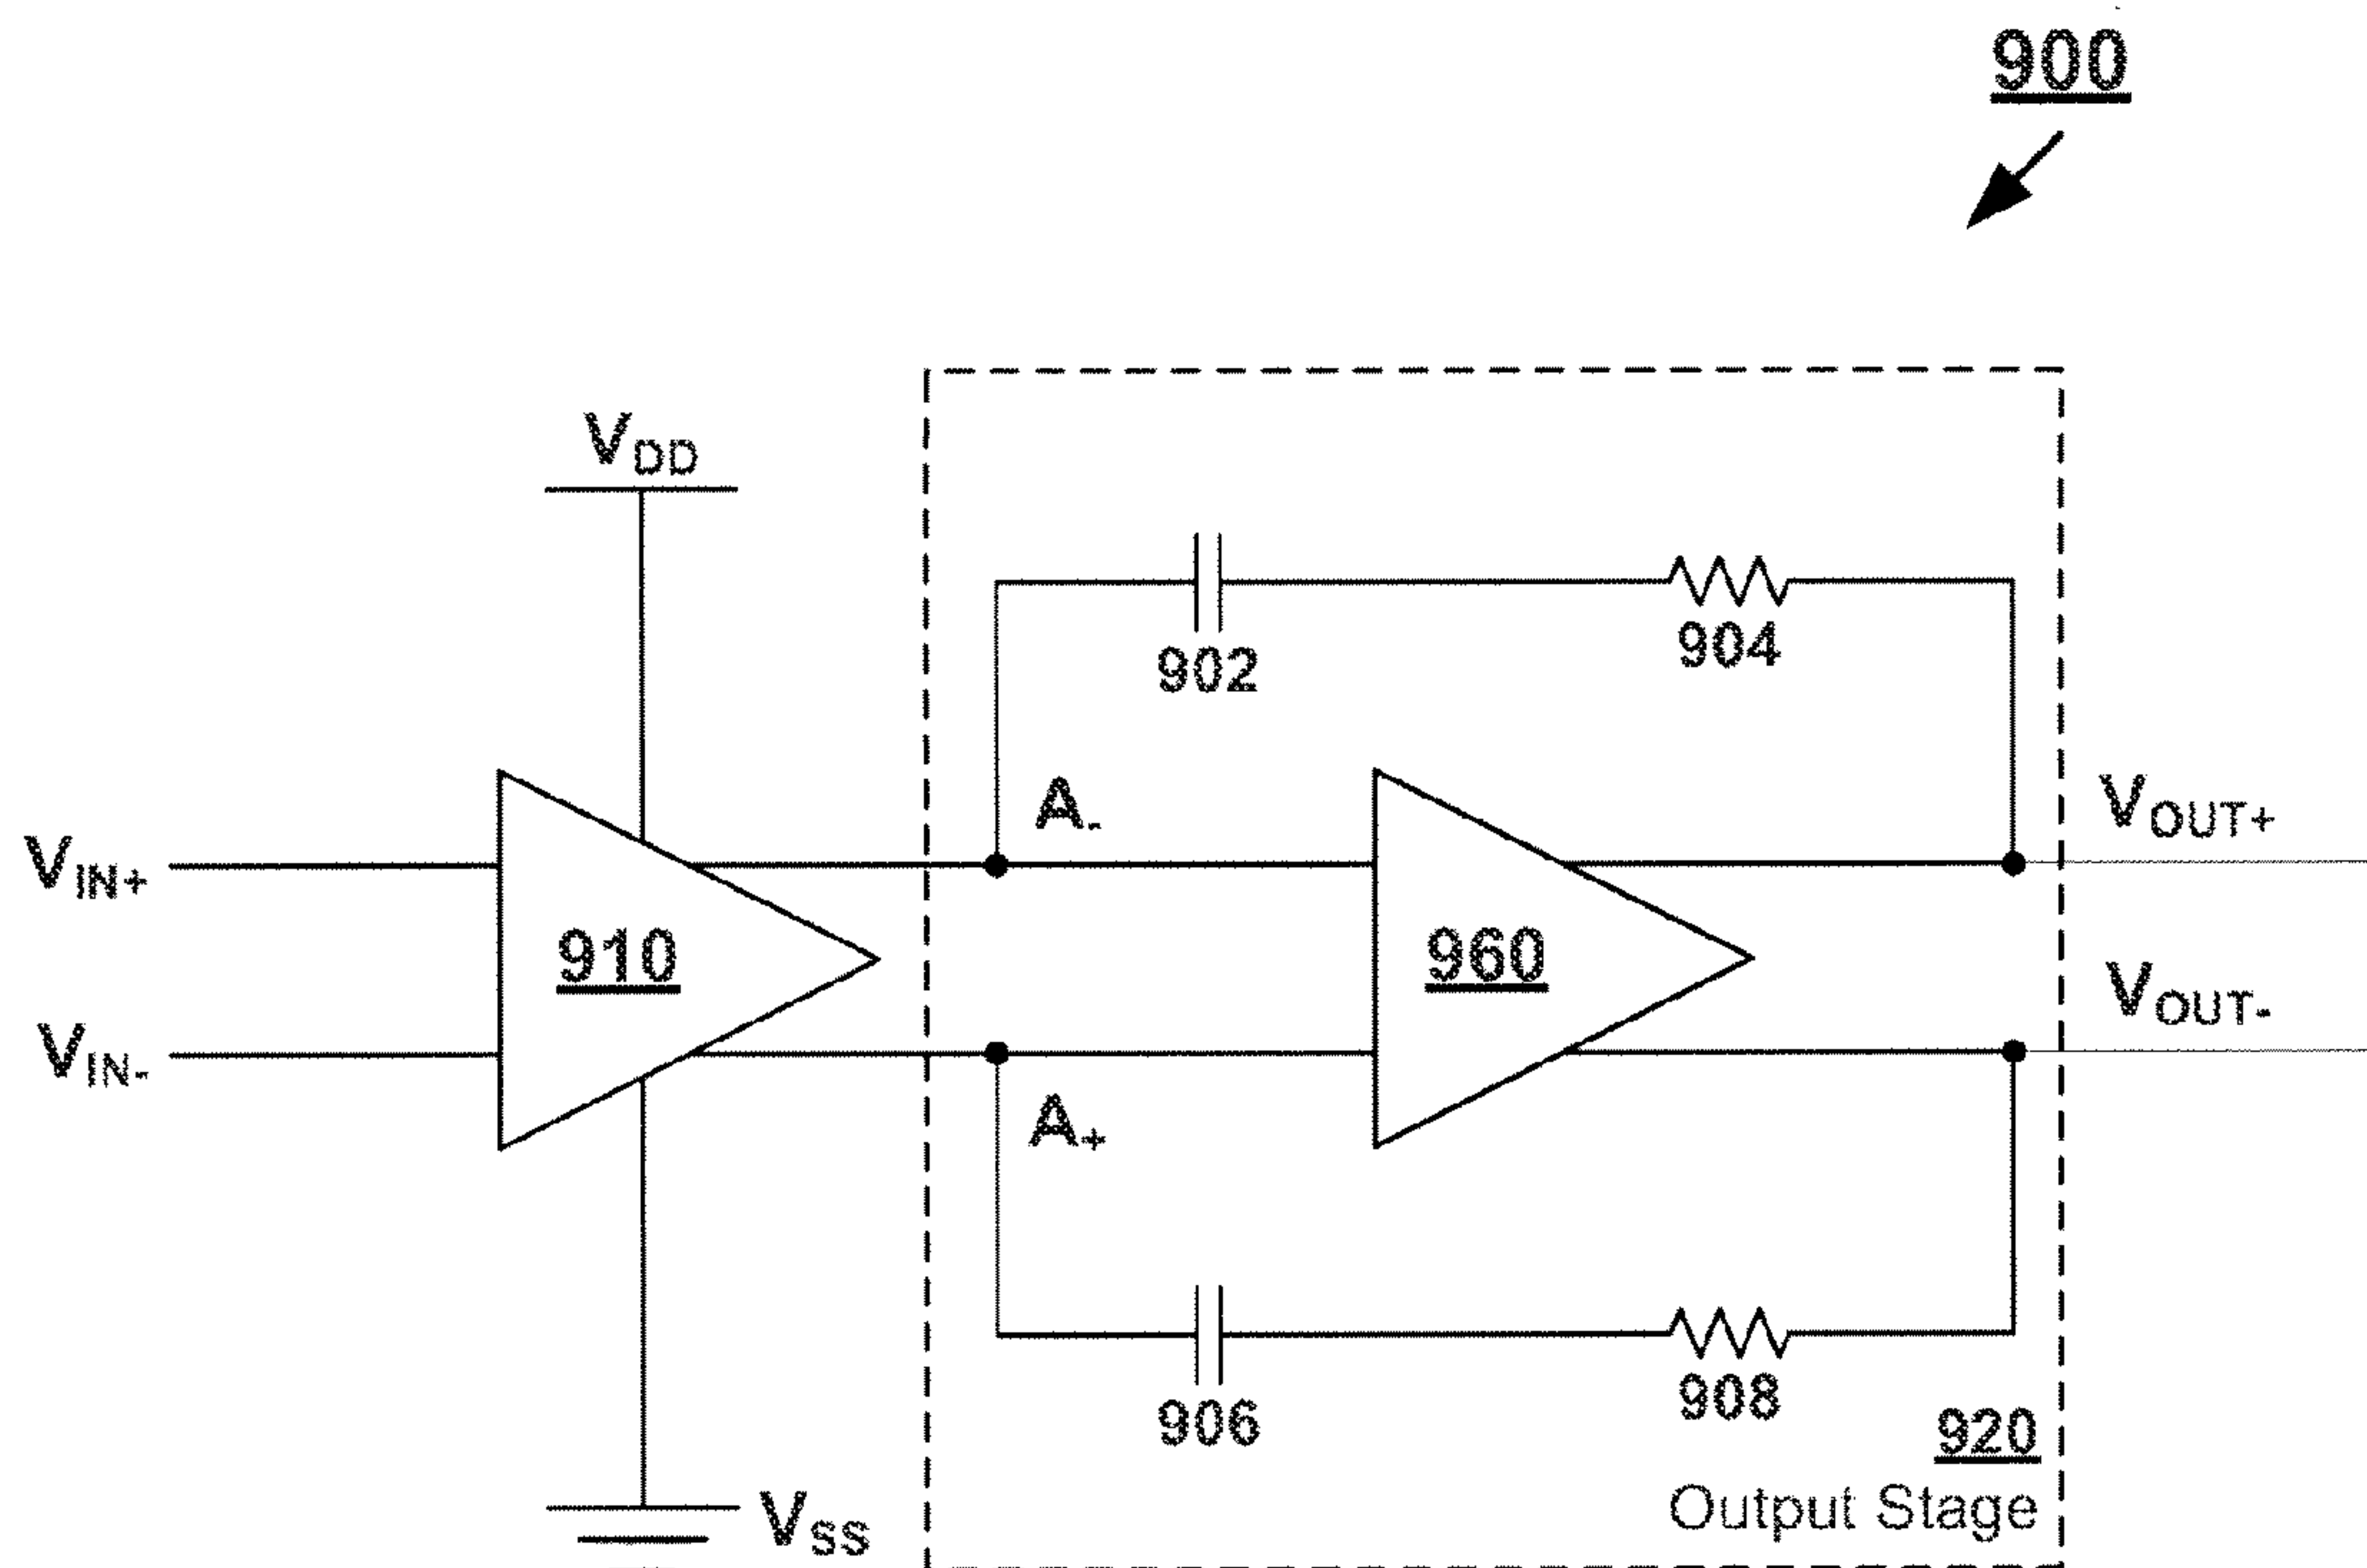 900
VDD
902
904
A-
VOUT+
VIN+
910
960
VOUT-
VIN-
A+
906
908
920
Output Stage
VSS